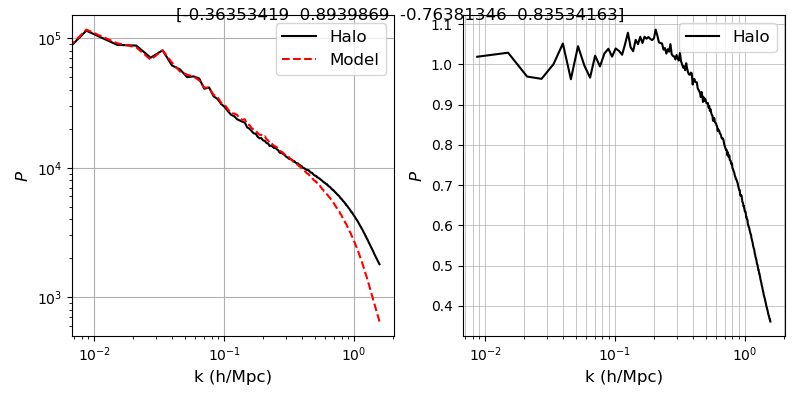 [ 0.36353419 0.8939869 -0.76381346 0.83534163]
Halo
Model
10⁵
10⁴
10³
P
10⁻²
10⁻¹
10⁰
k (h/Mpc)
Halo
1.1
1.0
0.9
0.8
0.7
0.6
0.5
0.4
P
10⁻²
10⁻¹
10⁰
k (h/Mpc)